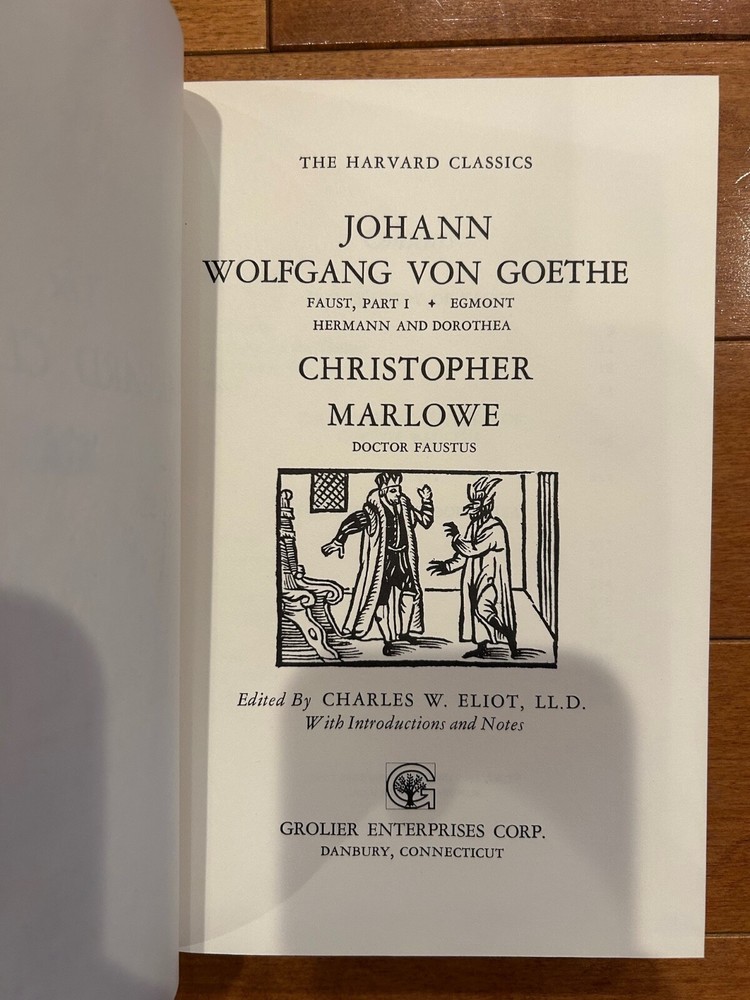 THE HARVARD CLASSICS
JOHANN
WOLFGANG VON GOETHE
FAUST, PART I + EGMONT
HERMANN AND DOROTHEA
CHRISTOPHER
MARLOWE
DOCTOR FAUSTUS
Edited By CHARLES W. ELIOT, LL.D.
With Introductions and Notes
G
GROLIER ENTERPRISES CORP.
DANBURY, CONNECTICUT